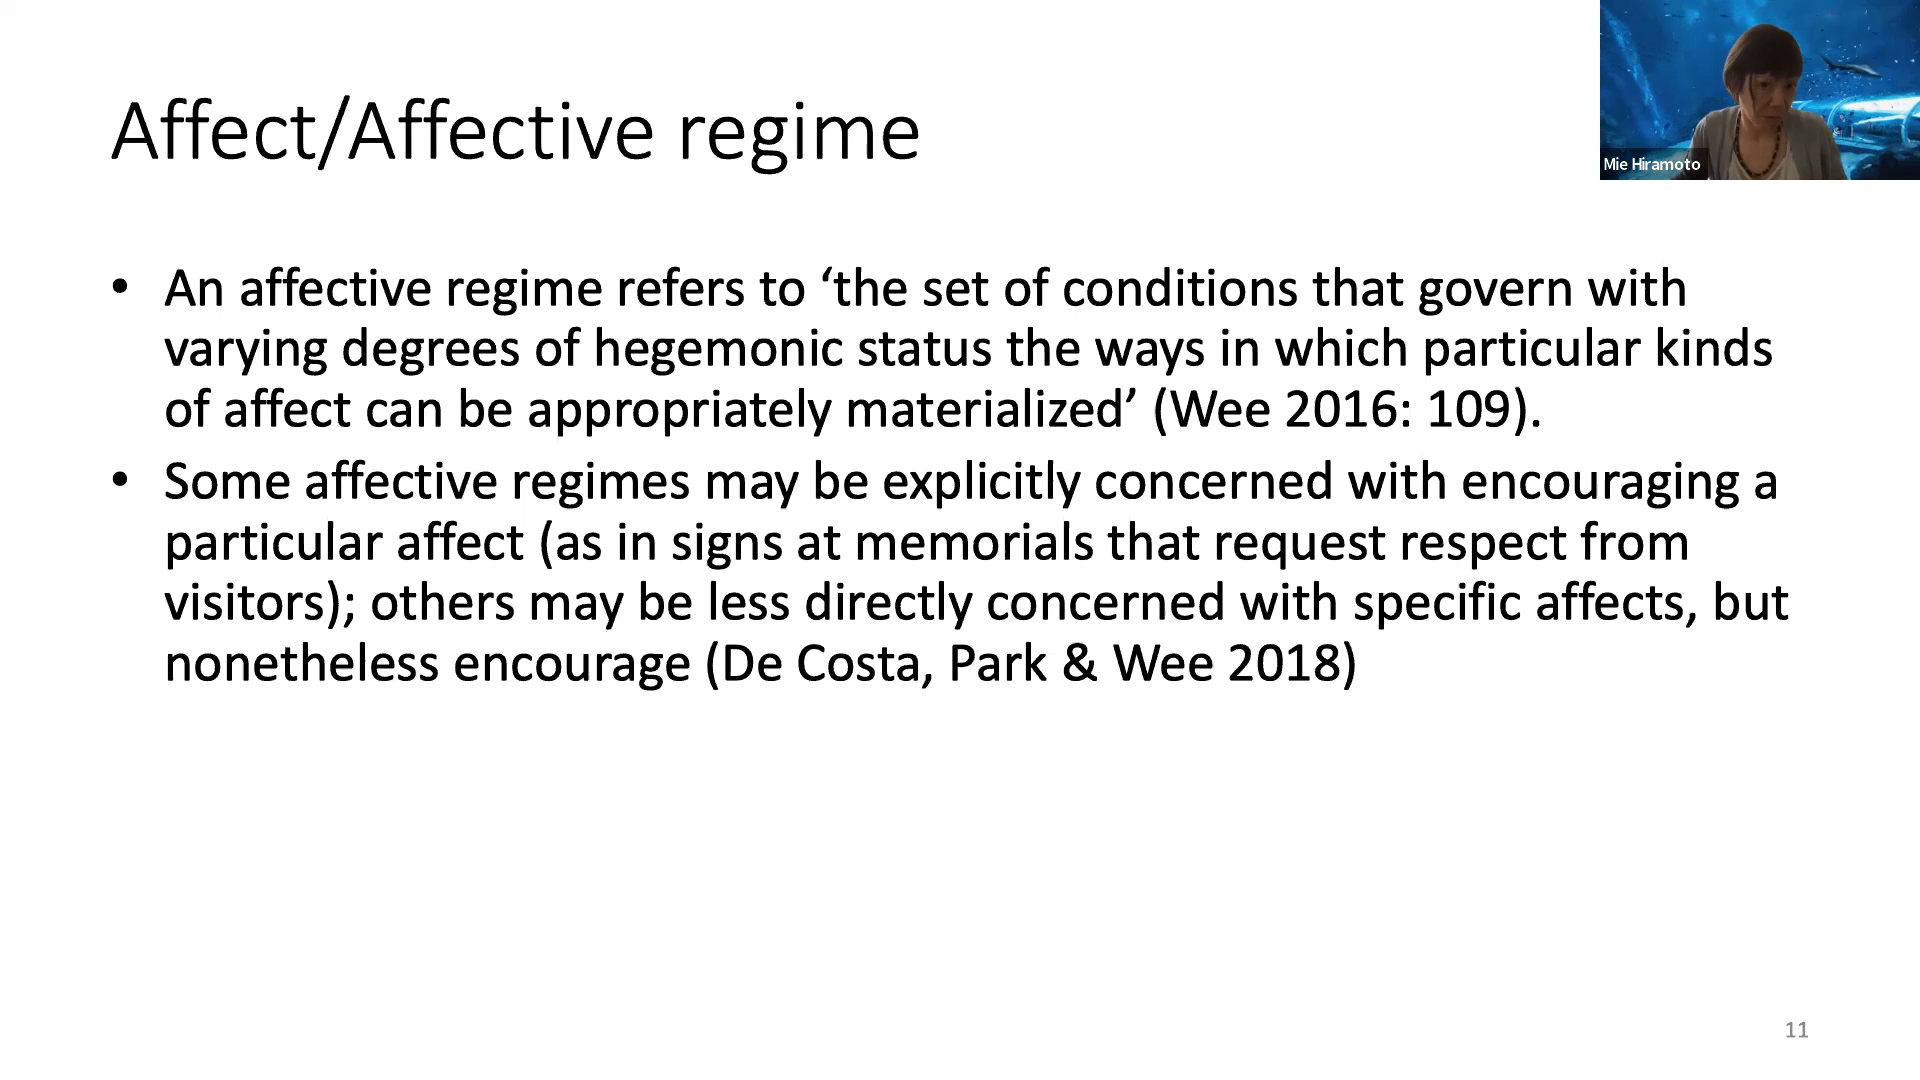 Affect/Affective regime
Mie Hiramoto
• An affective regime refers to ‘the set of conditions that govern with
varying degrees of hegemonic status the ways in which particular kinds
of affect can be appropriately materialized’ (Wee 2016: 109).
• Some affective regimes may be explicitly concerned with encouraging a
particular affect (as in signs at memorials that request respect from
visitors); others may be less directly concerned with specific affects, but
nonetheless encourage (De Costa, Park & Wee 2018)
11